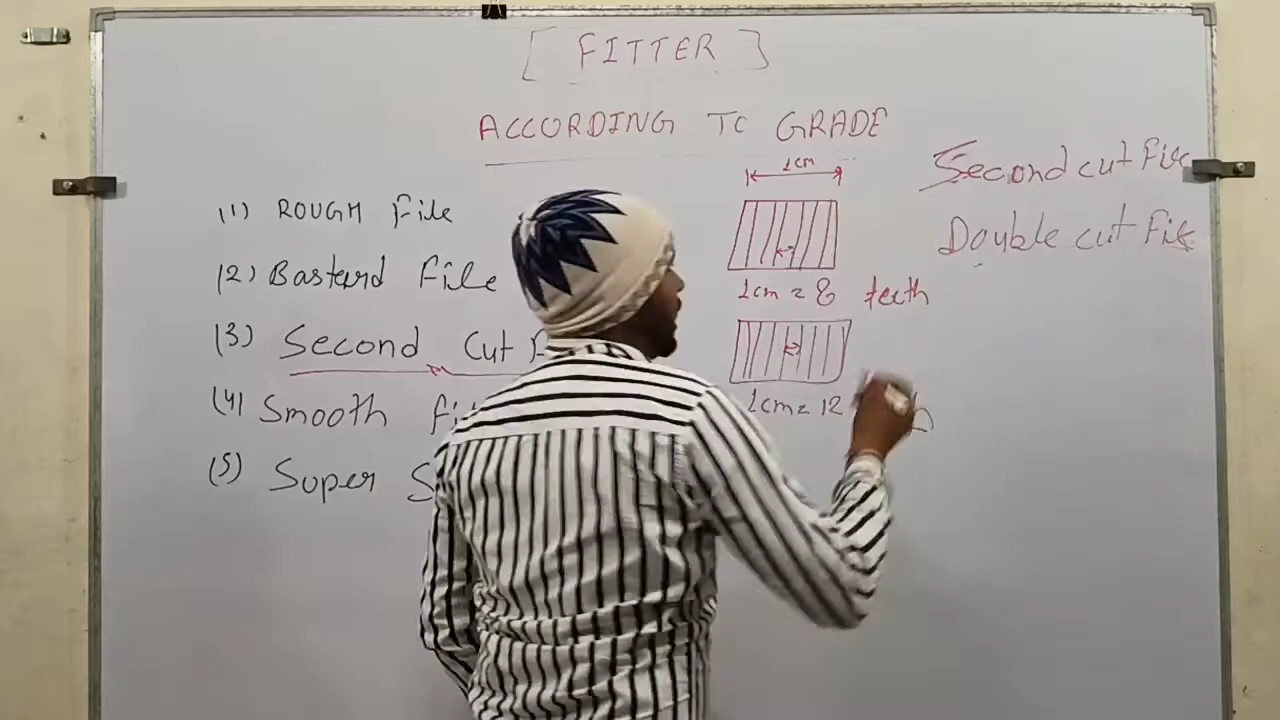 [ FITTER ]
ACCORDING TO GRADE
(1) ROUGH File
(2) Basterd File
(3) Second Cut
(4) Smooth
(5) Super
1cm
1cm = 8 teeth
1cm = 12
Second cut File
Double cut File